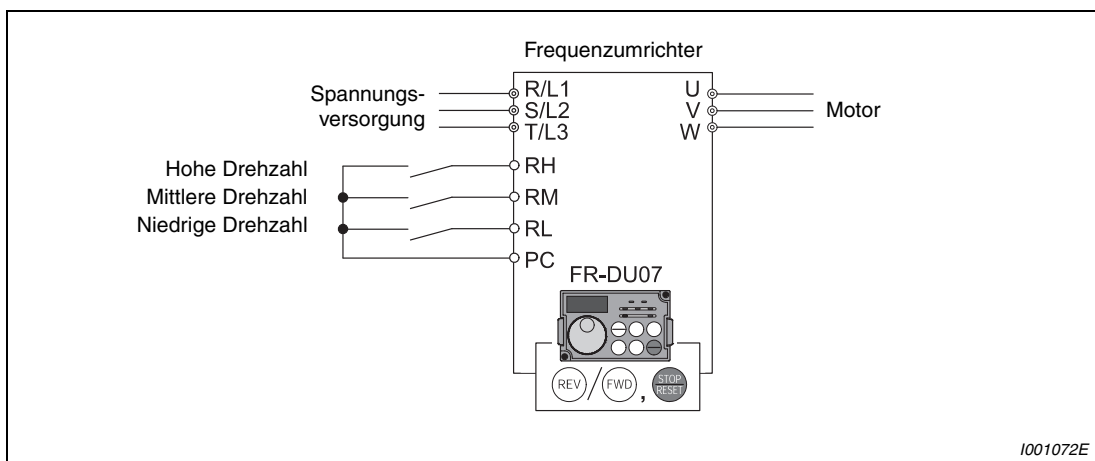 Frequenzumrichter
Spannungs-
versorgung
R/L1
S/L2
T/L3
U
V
W
Motor
Hohe Drehzahl
RH
Mittlere Drehzahl
RM
Niedrige Drehzahl
RL
PC
FR-DU07
REV / FWD , STOP
RESET
I001072E